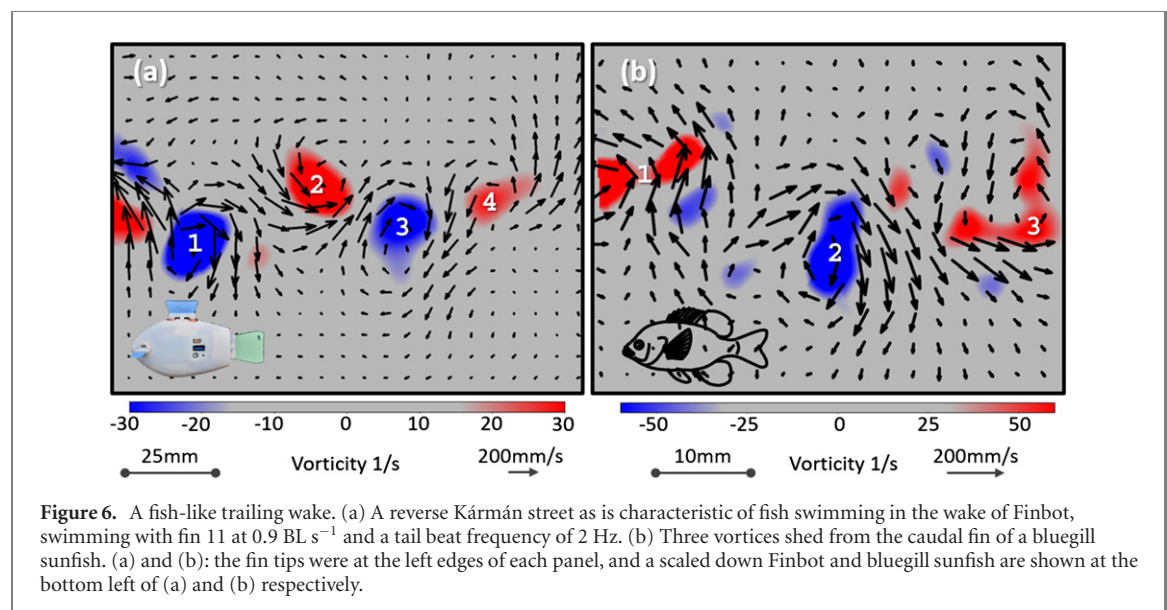 (a)
1
2
3
4
(b)
1
2
3
-30 -20 -10 0 10 20 30
25mm Vorticity 1/s 200mm/s
-50 -25 0 25 50
10mm Vorticity 1/s 200mm/s
Figure 6. A fish-like trailing wake. (a) A reverse Kármán street as is characteristic of fish swimming in the wake of Finbot,
swimming with fin 11 at 0.9 BL s⁻¹ and a tail beat frequency of 2 Hz. (b) Three vortices shed from the caudal fin of a bluegill
sunfish. (a) and (b): the fin tips were at the left edges of each panel, and a scaled down Finbot and bluegill sunfish are shown at the
bottom left of (a) and (b) respectively.